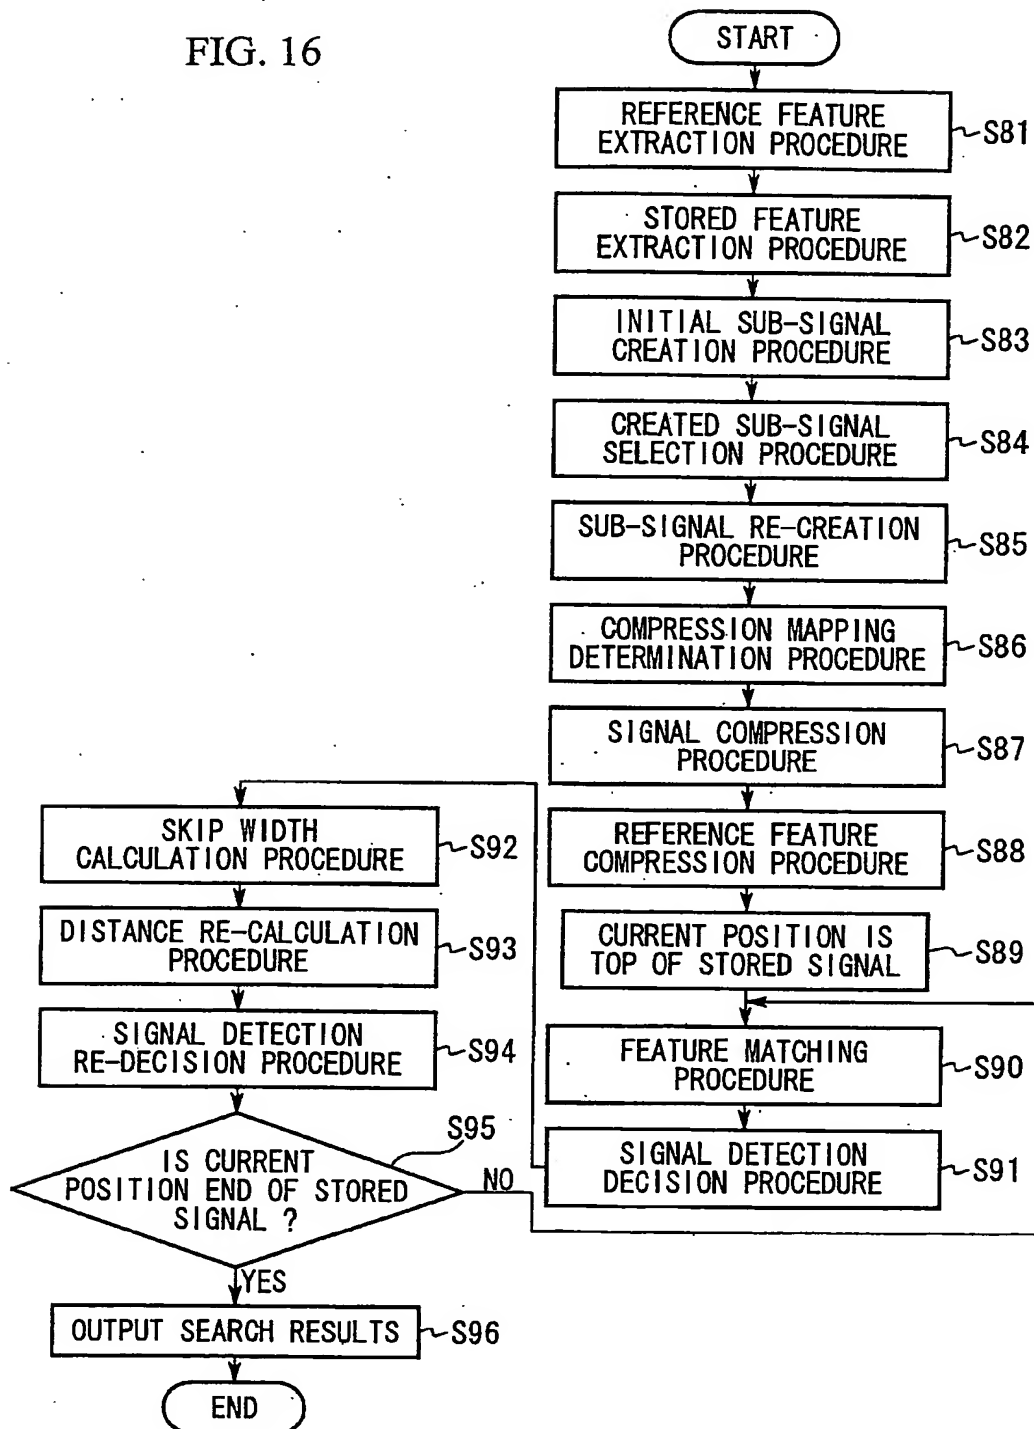 FIG. 16
START
REFERENCE FEATURE
EXTRACTION PROCEDURE
S81
STORED FEATURE
EXTRACTION PROCEDURE
S82
INITIAL SUB-SIGNAL
CREATION PROCEDURE
S83
CREATED SUB-SIGNAL
SELECTION PROCEDURE
S84
SUB-SIGNAL RE-CREATION
PROCEDURE
S85
COMPRESSION MAPPING
DETERMINATION PROCEDURE
S86
SIGNAL COMPRESSION
PROCEDURE
S87
REFERENCE FEATURE
COMPRESSION PROCEDURE
S88
CURRENT POSITION IS
TOP OF STORED SIGNAL
S89
FEATURE MATCHING
PROCEDURE
S90
SIGNAL DETECTION
DECISION PROCEDURE
S91
SKIP WIDTH
CALCULATION PROCEDURE
S92
DISTANCE RE-CALCULATION
PROCEDURE
S93
SIGNAL DETECTION
RE-DECISION PROCEDURE
S94
S95
IS CURRENT
POSITION END OF STORED
SIGNAL ?
NO
YES
OUTPUT SEARCH RESULTS
S96
END